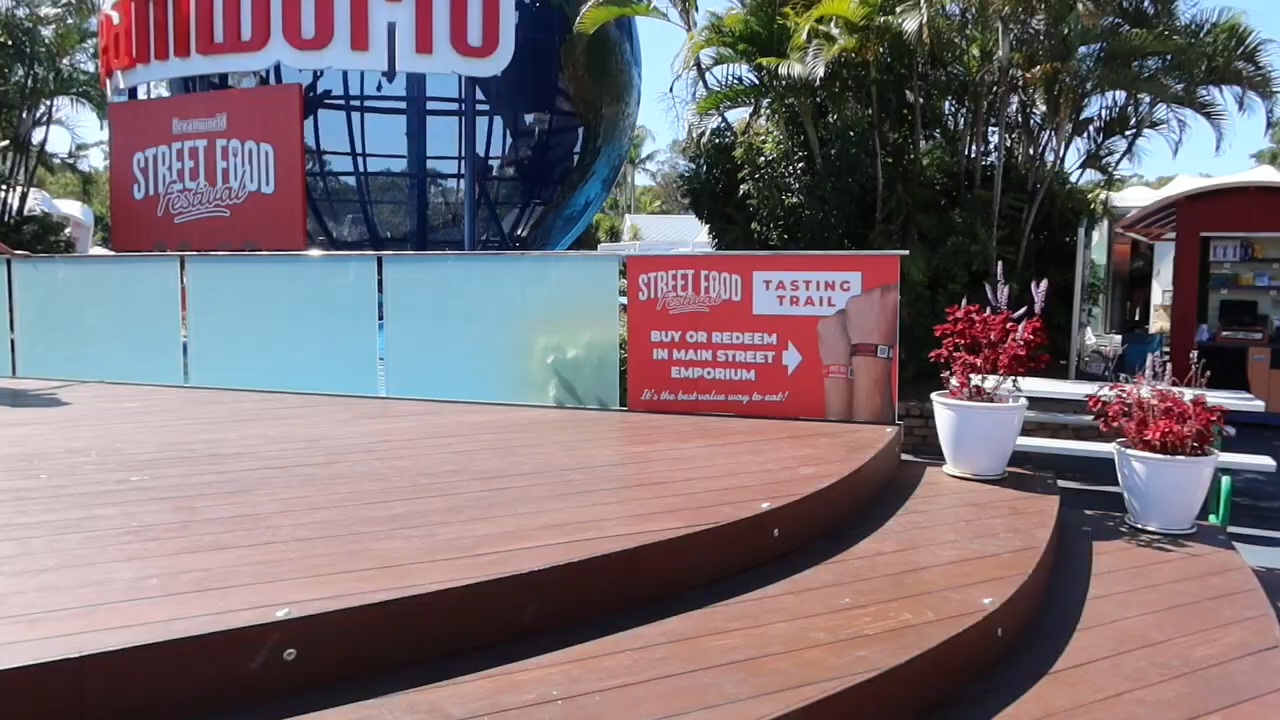 Dreamworld
STREET FOOD
Festival
STREET FOOD
Festival
TASTING
TRAIL
BUY OR REDEEM
IN MAIN STREET
EMPORIUM
It's the best value way to eat!